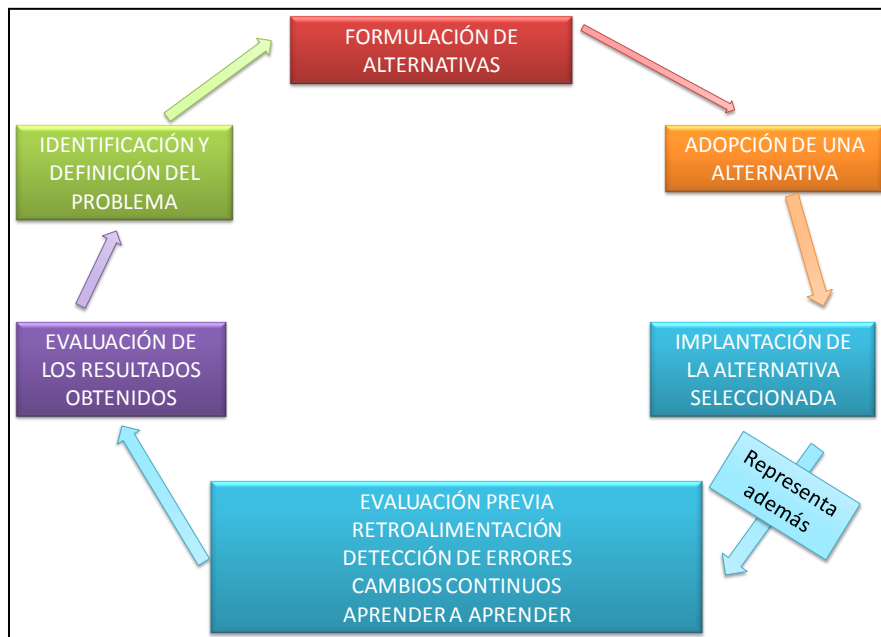 FORMULACIÓN DE
ALTERNATIVAS
ADOPCIÓN DE UNA
ALTERNATIVA
IMPLANTACIÓN DE
LA ALTERNATIVA
SELECCIONADA
Representa
además
EVALUACIÓN PREVIA
RETROALIMENTACIÓN
DETECCIÓN DE ERRORES
CAMBIOS CONTINUOS
APRENDER A APRENDER
EVALUACIÓN DE
LOS RESULTADOS
OBTENIDOS
IDENTIFICACIÓN Y
DEFINICIÓN DEL
PROBLEMA